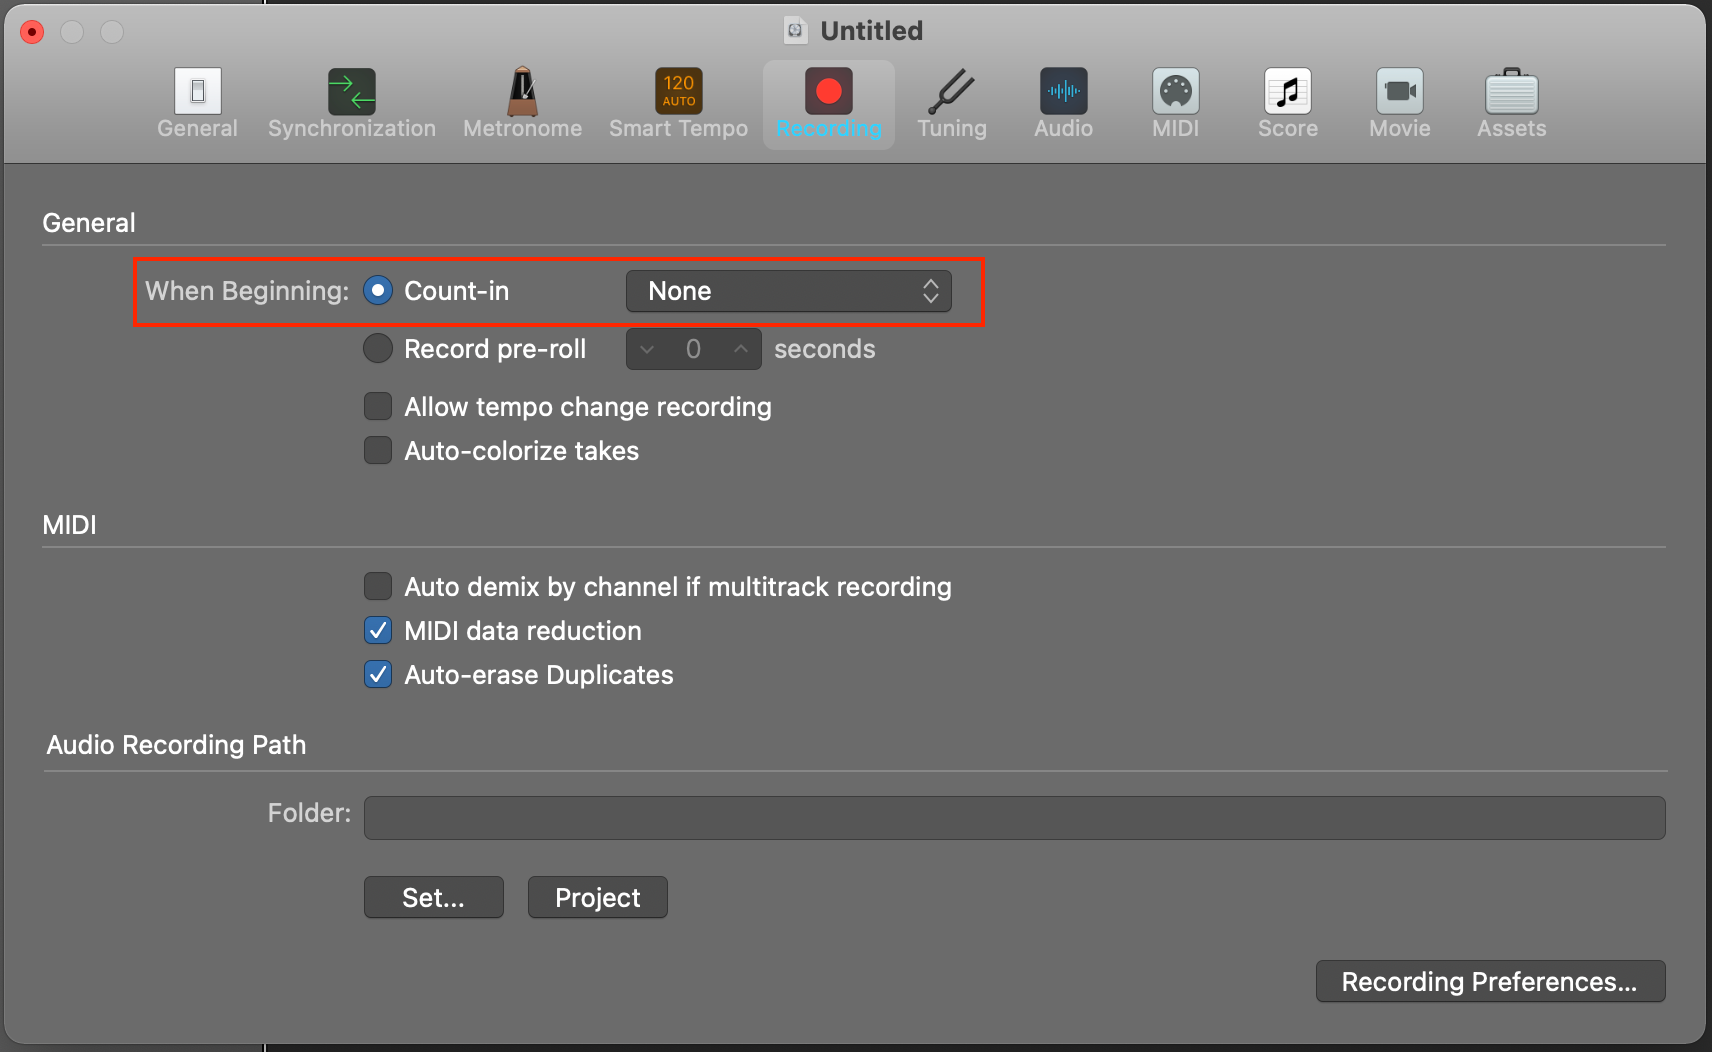 Untitled
120
AUTO
General Synchronization Metronome Smart Tempo Recording Tuning Audio MIDI Score Movie Assets
General
When Beginning: Count-in None
Record pre-roll 0 seconds
Allow tempo change recording
Auto-colorize takes
MIDI
Auto demix by channel if multitrack recording
MIDI data reduction
Auto-erase Duplicates
Audio Recording Path
Folder:
Set... Project
Recording Preferences...